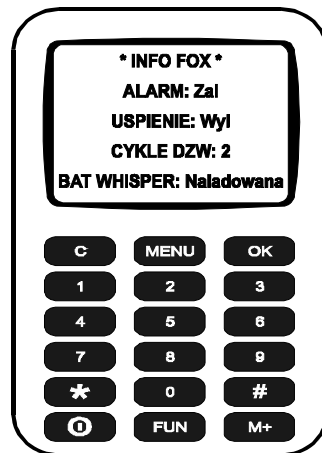 * INFO FOX *
ALARM: Zal
USPIENIE: Wyl
CYKLE DZW: 2
BAT WHISPER: Naladowana
C MENU OK
1 2 3
4 5 6
7 8 9
* 0 #
FUN M+